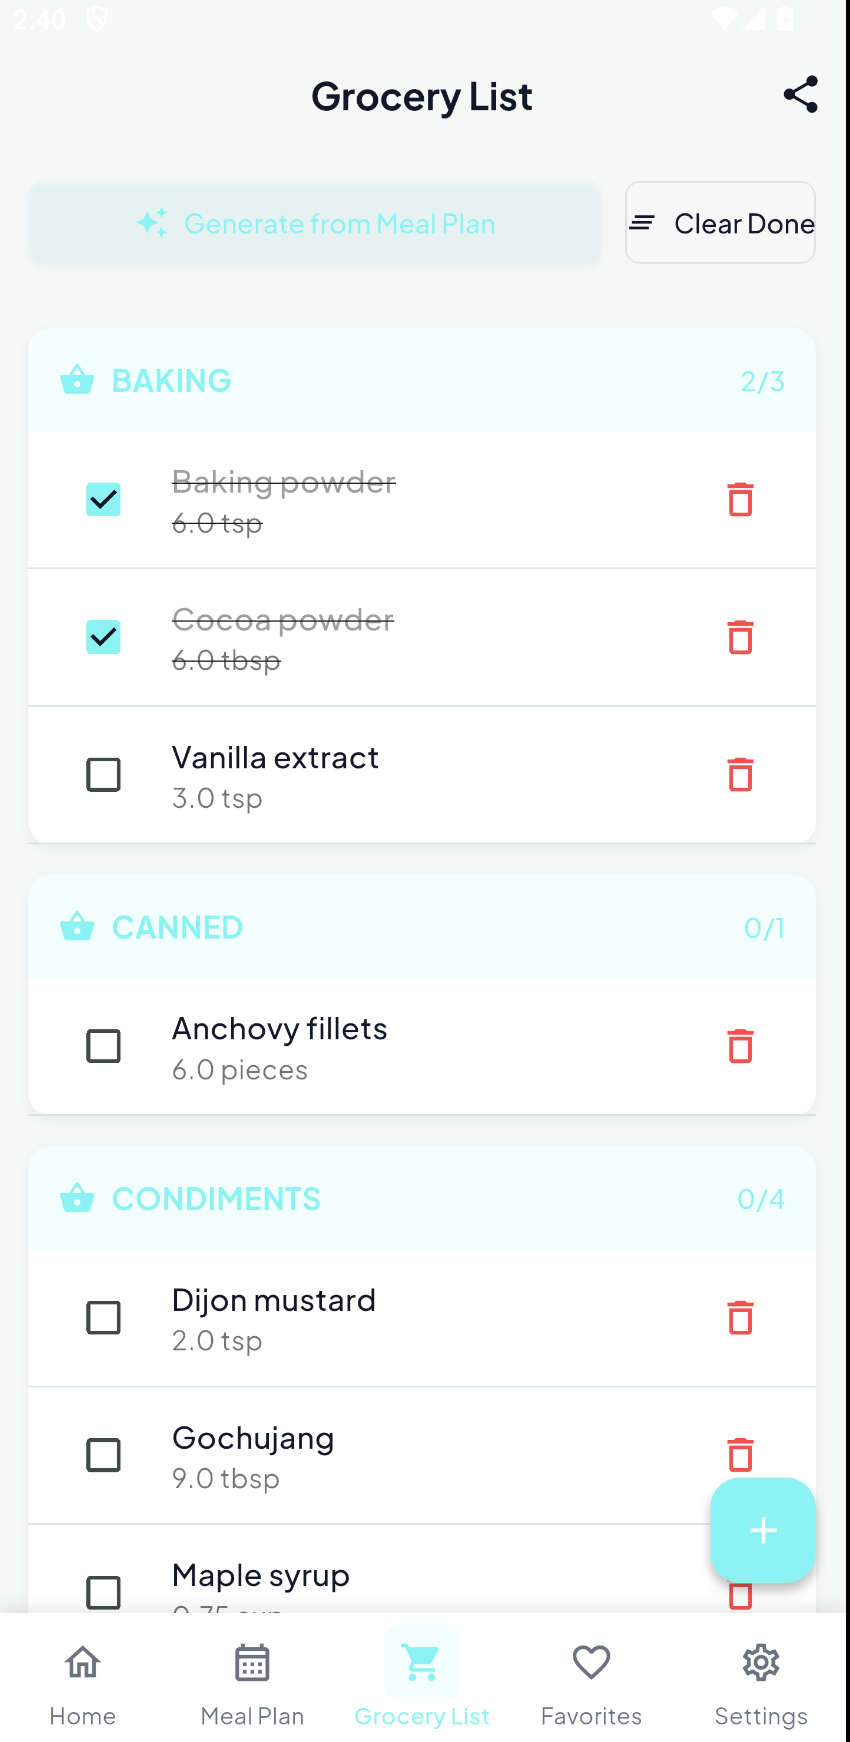 2:40
Grocery List
Generate from Meal Plan
Clear Done
BAKING 2/3
Baking powder
6.0 tsp
Cocoa powder
6.0 tbsp
Vanilla extract
3.0 tsp
CANNED 0/1
Anchovy fillets
6.0 pieces
CONDIMENTS 0/4
Dijon mustard
2.0 tsp
Gochujang
9.0 tbsp
Maple syrup
Home
Meal Plan
Grocery List
Favorites
Settings